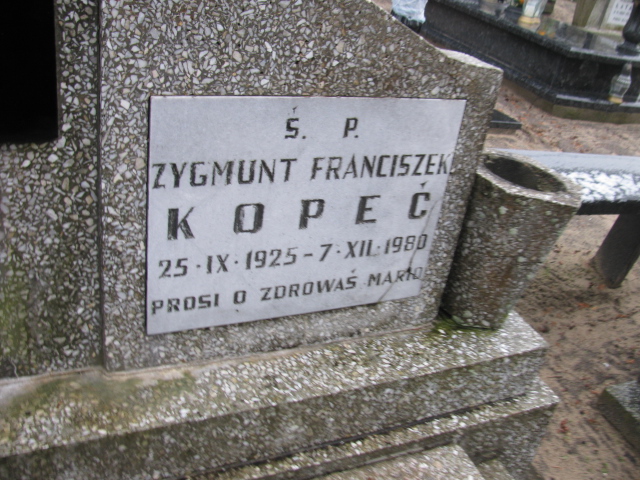 Ś. P.
ZYGMUNT FRANCISZEK
KOPEĆ
25·IX·1925-7·XII·1980
PROSI O ZDROWAŚ MARIO